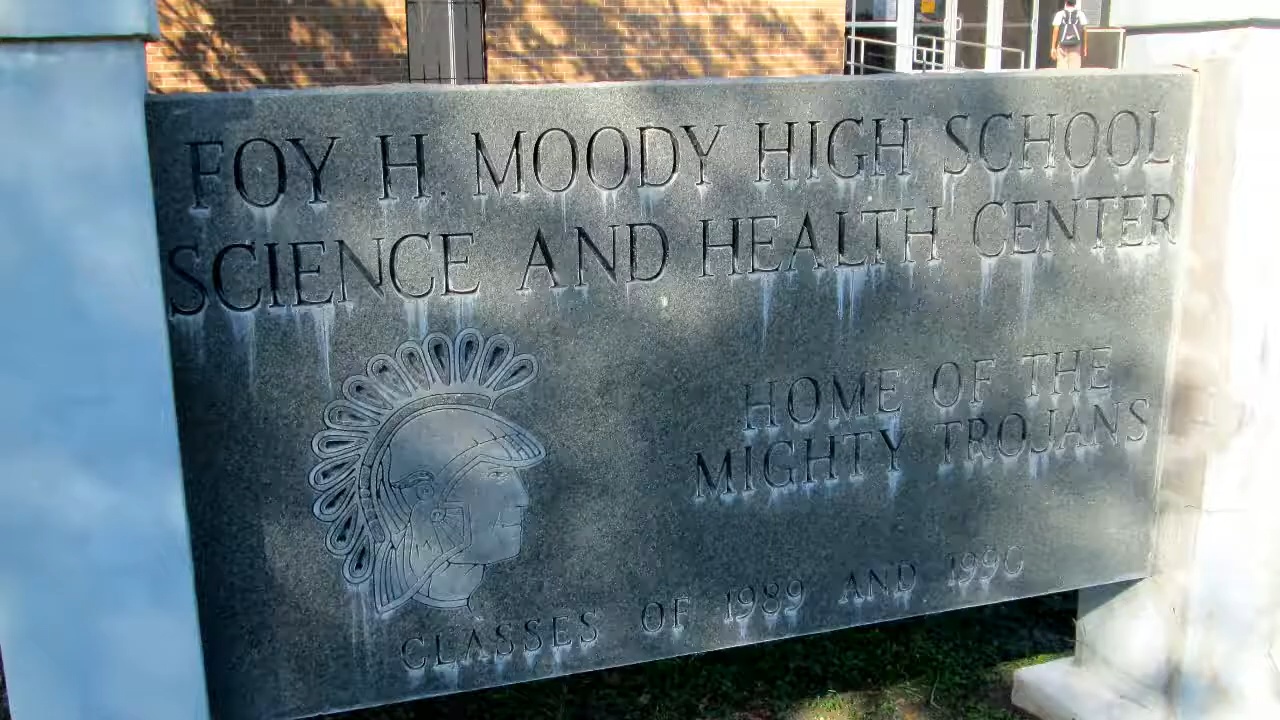 FOY H. MOODY HIGH SCHOOL
SCIENCE AND HEALTH CENTER
HOME OF THE
MIGHTY TROJANS
CLASSES OF 1989 AND 1990